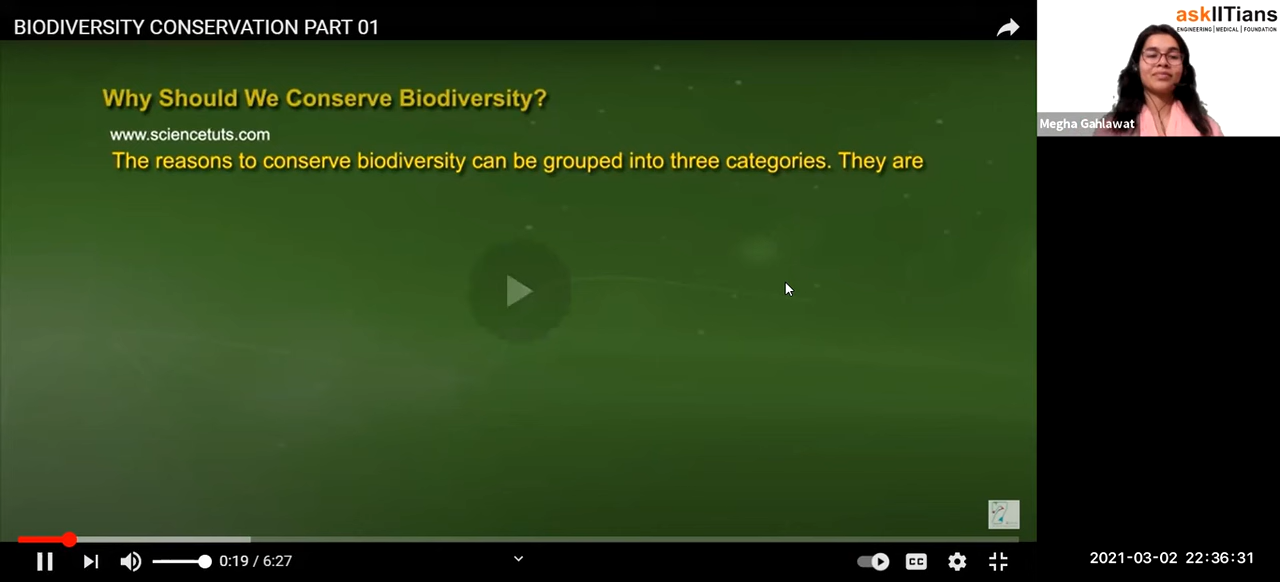 BIODIVERSITY CONSERVATION PART 01
askIITians
ENGINEERING | MEDICAL | FOUNDATION
Megha Gahlawat
Why Should We Conserve Biodiversity?
www.sciencetuts.com
The reasons to conserve biodiversity can be grouped into three categories. They are
0:19 / 6:27
CC
2021-03-02 22:36:31